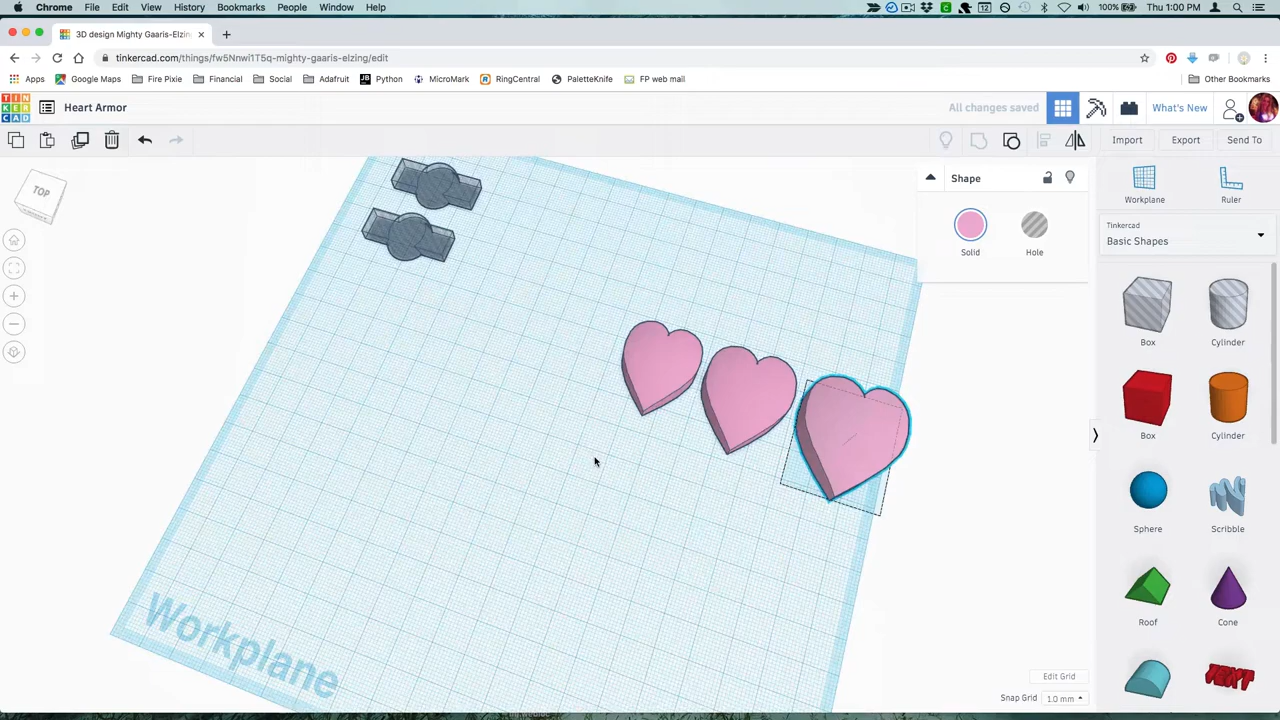 Chrome File Edit View History Bookmarks People Window Help 12 100% Thu 1:00 PM
3D design Mighty Gaaris-Elzing
tinkercad.com/things/fw5Nnwi1T5q-mighty-gaaris-elzing/edit
Apps Google Maps Fire Pixie Financial Social Adafruit JB Python MicroMark RingCentral PaletteKnife FP web mail Other Bookmarks
TIN KER CAD Heart Armor All changes saved What's New
Import Export Send To
TOP
Shape
Workplane Ruler
Solid Hole
Tinkercad
Basic Shapes
Box Cylinder
Box Cylinder
Sphere Scribble
Roof Cone
TEXT
Workplane
Edit Grid
Snap Grid 1.0 mm